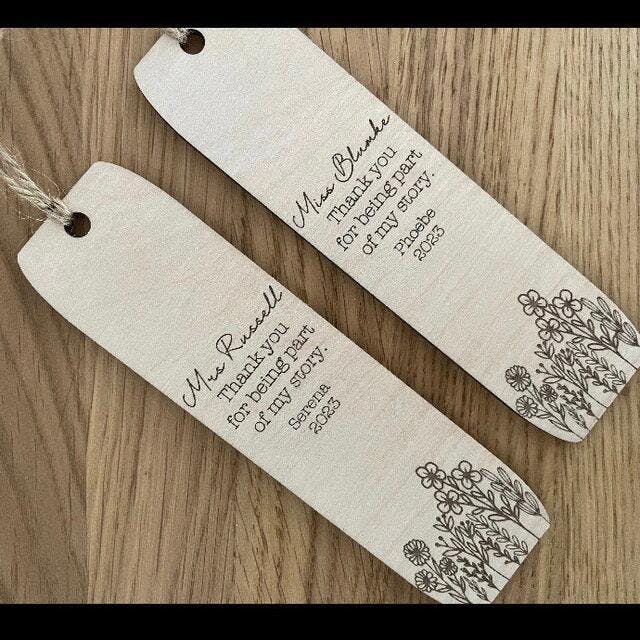 Miss Blumke
Thank you
for being part
of my story.
Phoebe
2023
Mrs Russell
Thank you
for being part
of my story.
Serena
2023